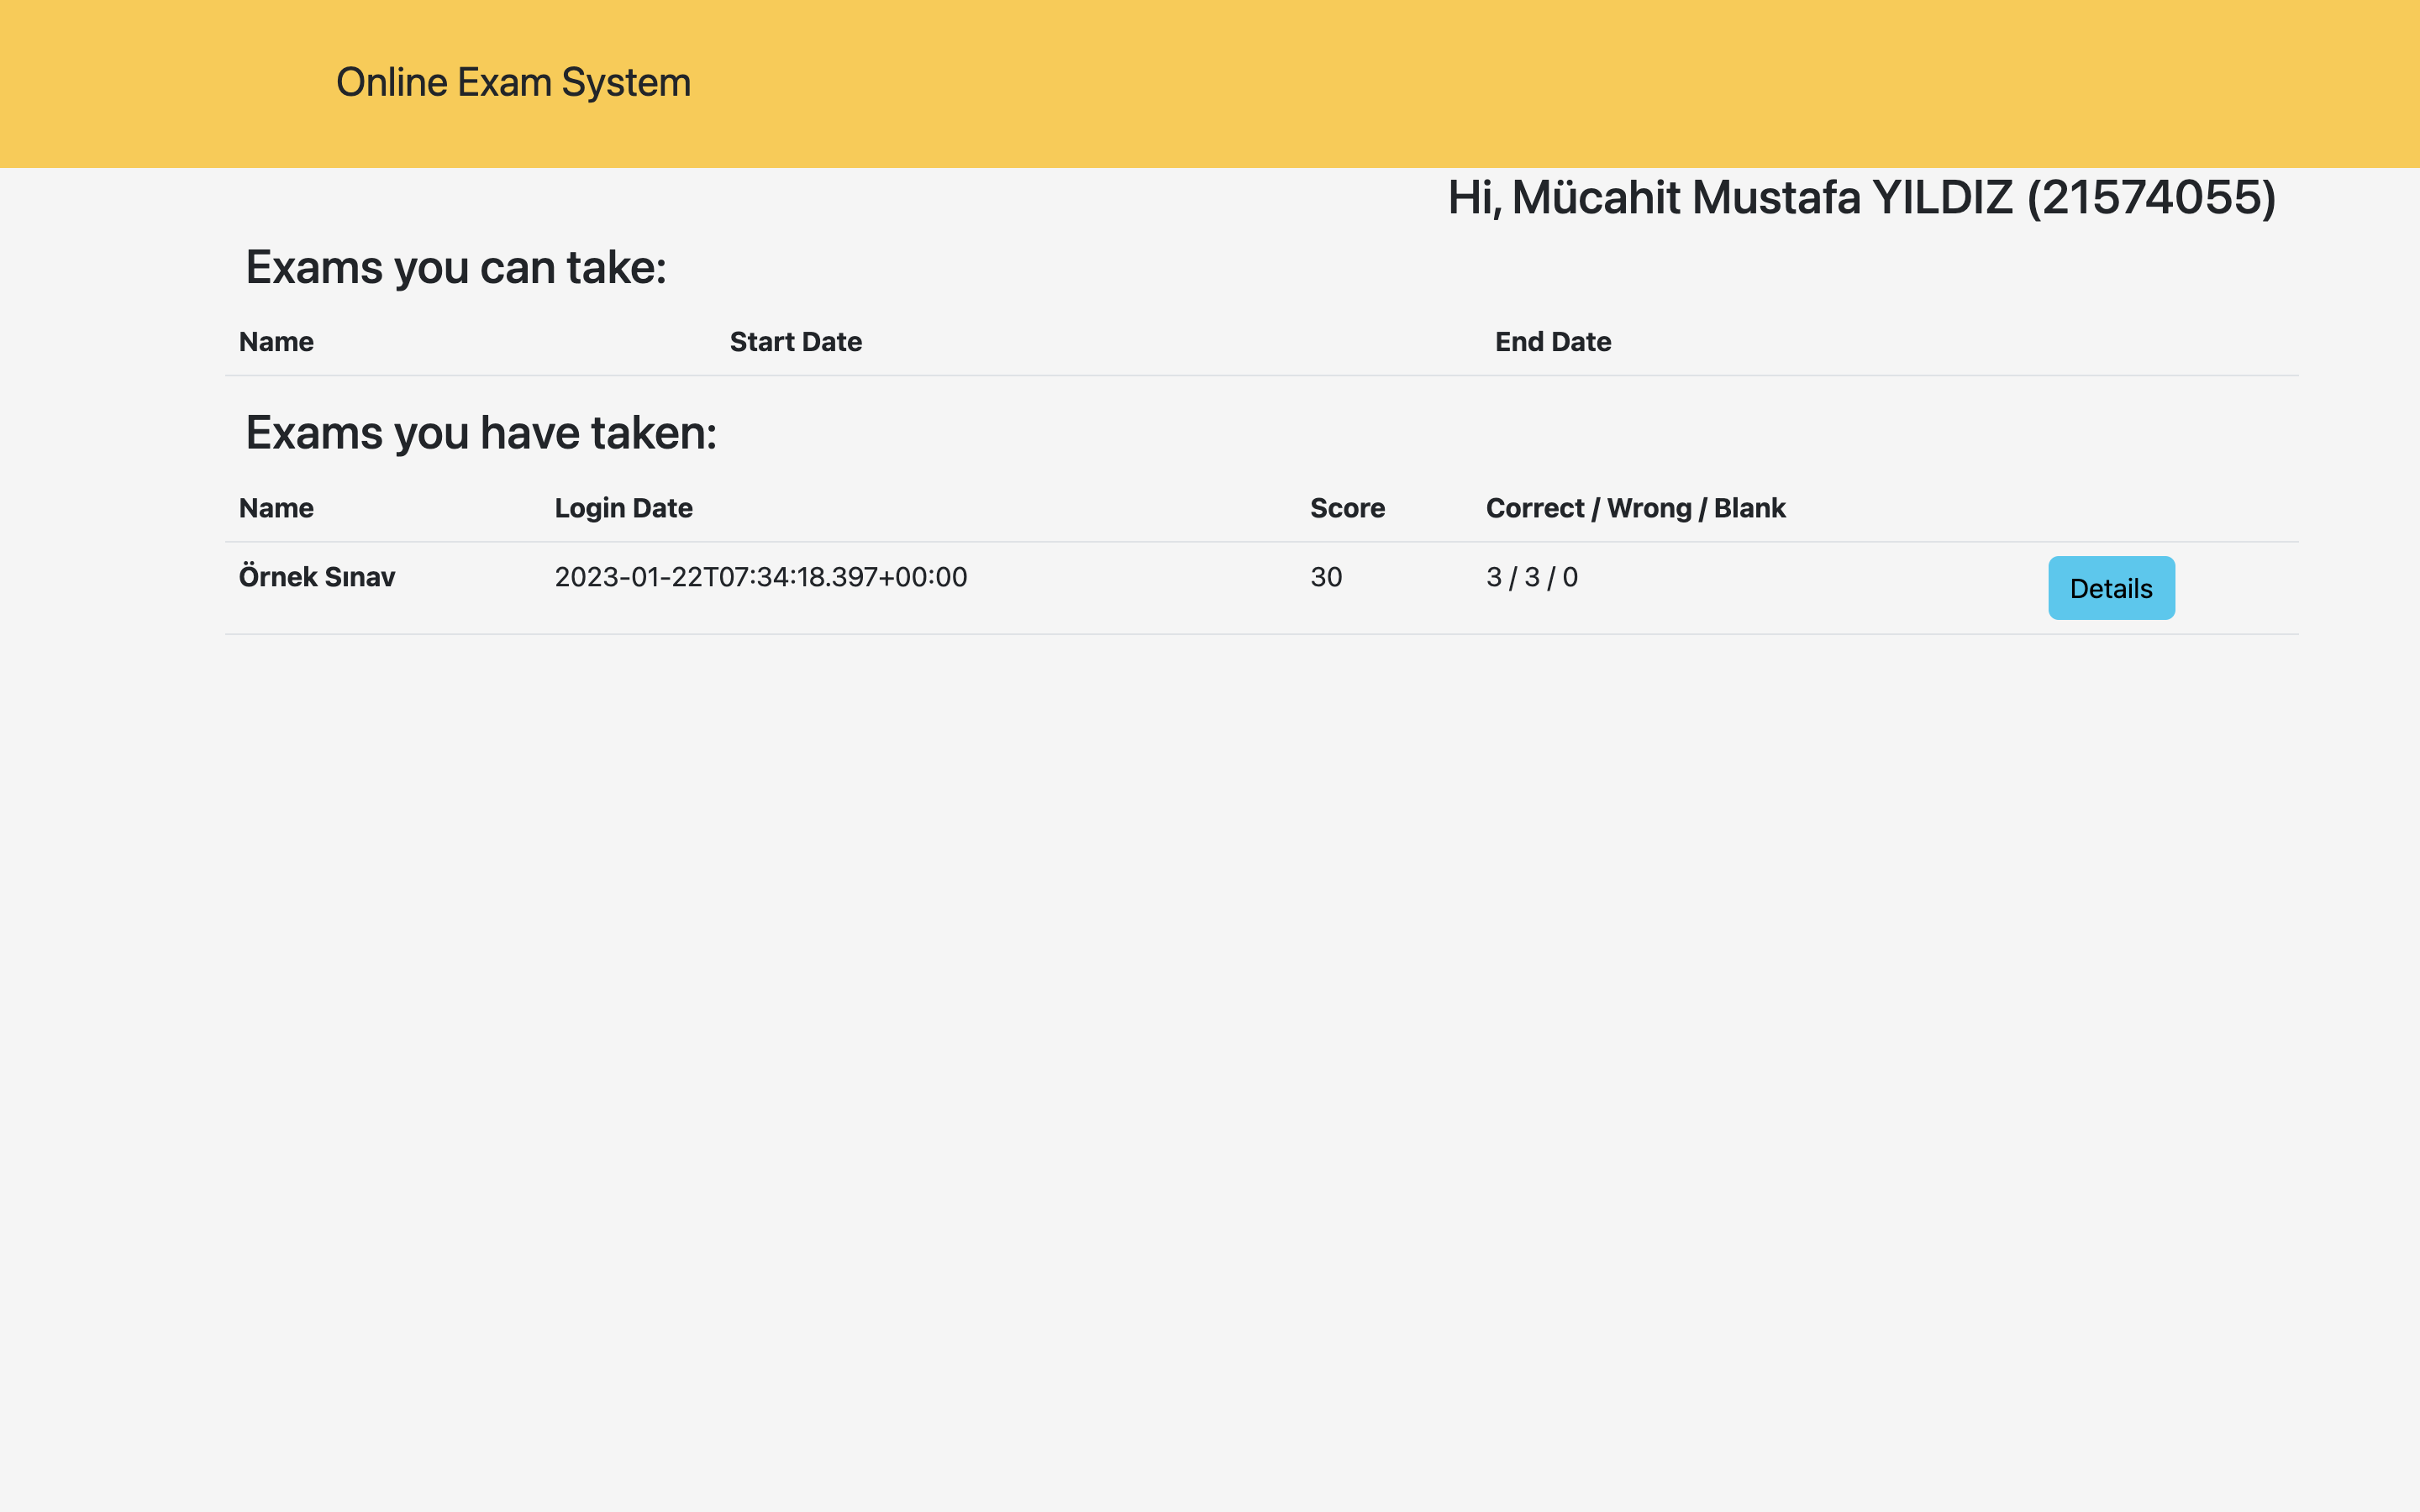 Online Exam System
Hi, Mücahit Mustafa YILDIZ (21574055)
Exams you can take:
Name Start Date End Date
Exams you have taken:
Name Login Date Score Correct / Wrong / Blank
Örnek Sınav 2023-01-22T07:34:18.397+00:00 30 3 / 3 / 0 Details